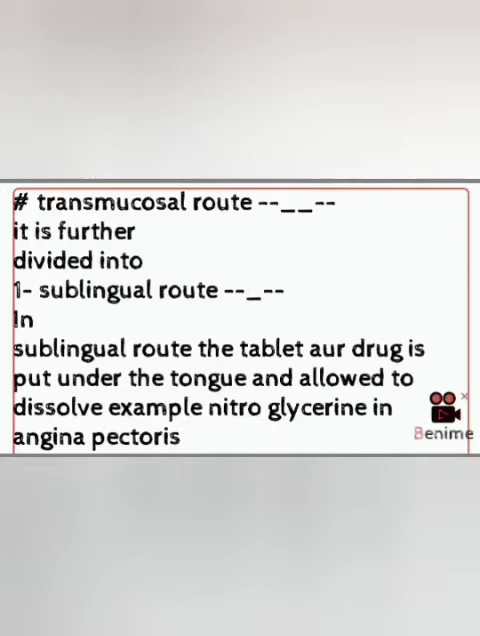 # transmucosal route --__--
it is further
divided into
1- sublingual route --_--
In
sublingual route the tablet aur drug is
put under the tongue and allowed to
dissolve example nitro glycerine in
angina pectoris
Benime